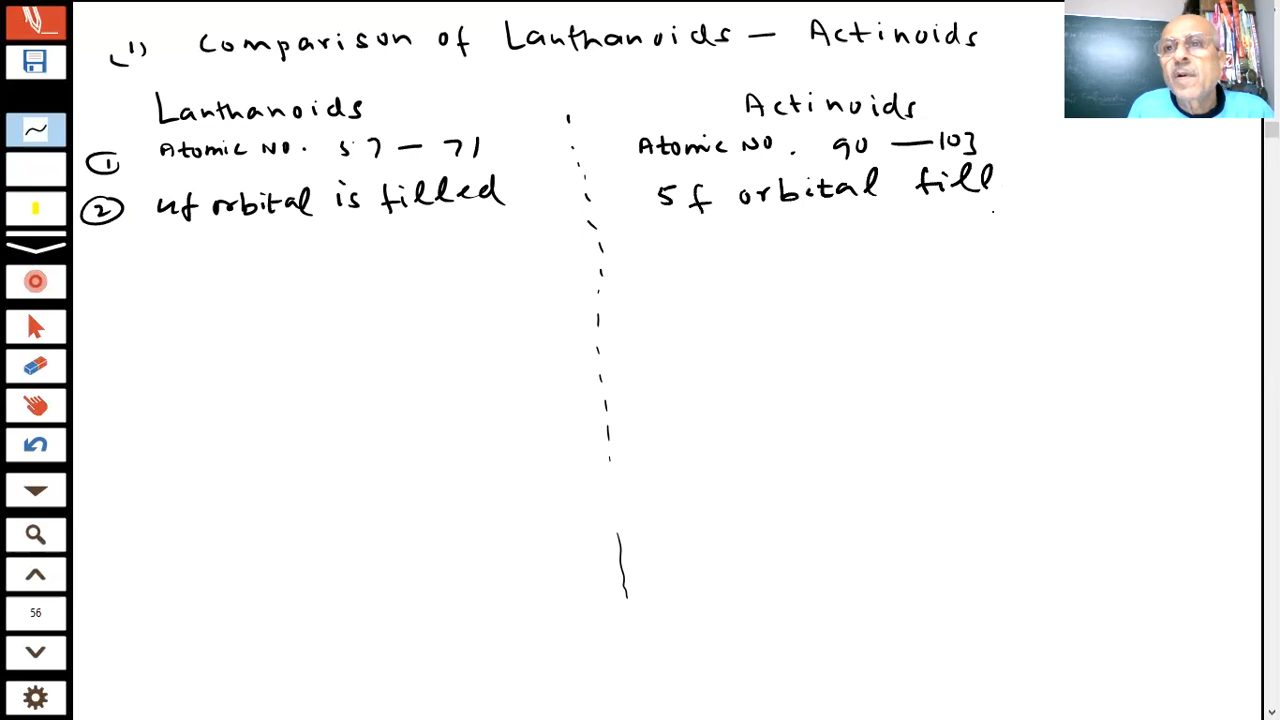 (1) Comparison of Lanthanoids – Actinoids
Lanthanoids
Actinoids
① Atomic No. 57 – 71
Atomic No. 90 – 103
② 4f orbital is filled
5f orbital fill
56